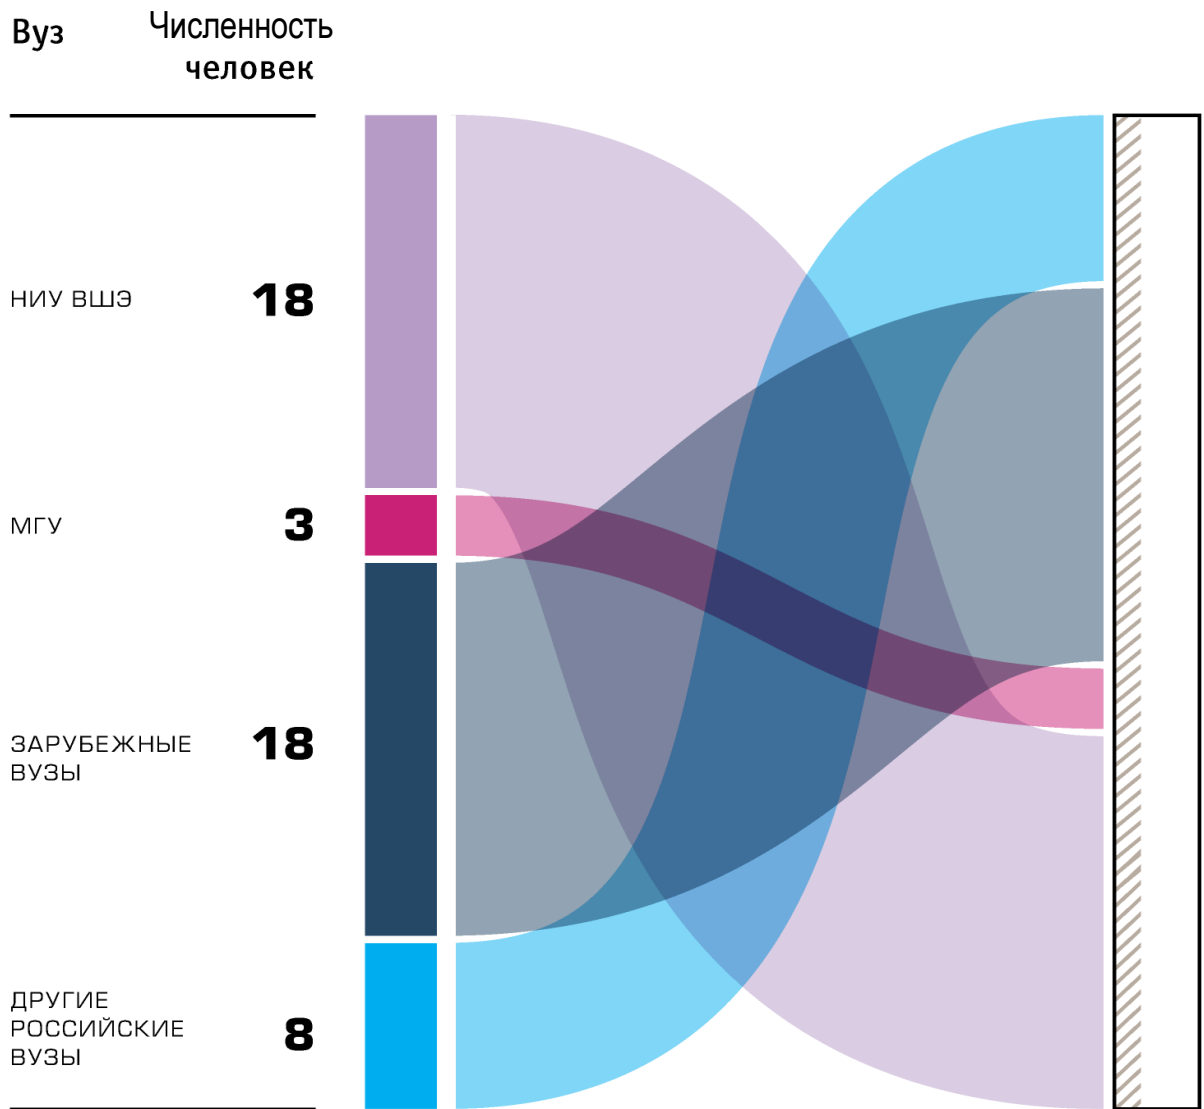 Вуз Численность
человек
НИУ ВШЭ 18
МГУ 3
ЗАРУБЕЖНЫЕ
ВУЗЫ 18
ДРУГИЕ
РОССИЙСКИЕ
ВУЗЫ 8